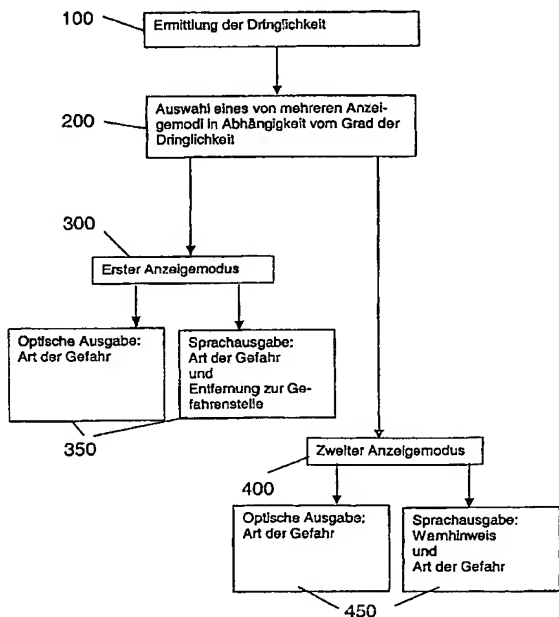 100
Ermittlung der Dringlichkeit
200
Auswahl eines von mehreren Anzei-
gemodi in Abhängigkeit vom Grad der
Dringlichkeit
300
Erster Anzeigemodus
Optische Ausgabe:
Art der Gefahr
Sprachausgabe:
Art der Gefahr
und
Entfernung zur Ge-
fahrenstelle
350
Zweiter Anzeigemodus
400
Optische Ausgabe:
Art der Gefahr
Sprachausgabe:
Warnhinweis
und
Art der Gefahr
450